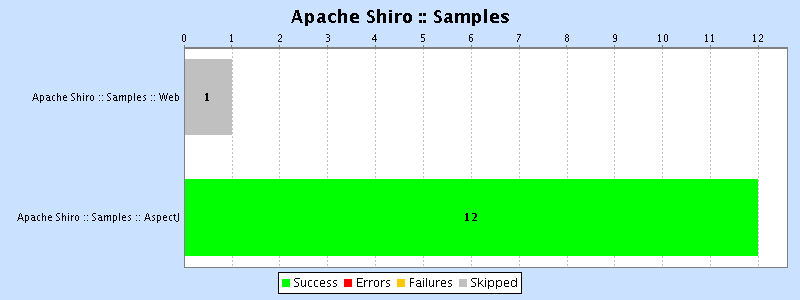 Apache Shiro :: Samples
0 1 2 3 4 5 6 7 8 9 10 11 12
Apache Shiro :: Samples :: Web
1
Apache Shiro :: Samples :: AspectJ
12
Success Errors Failures Skipped